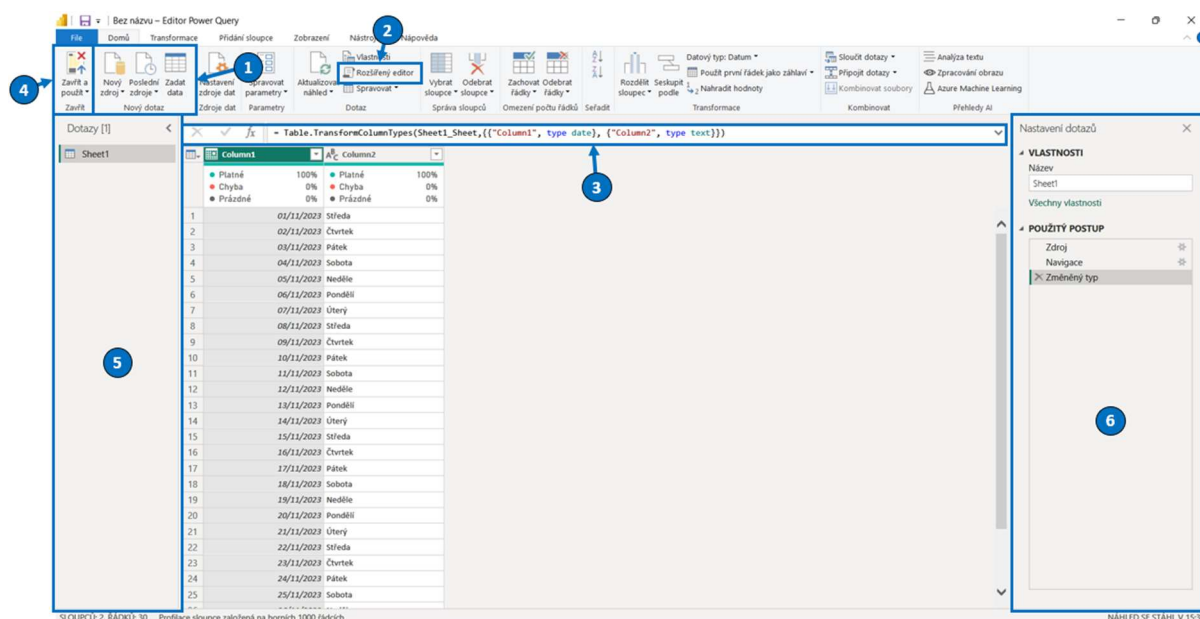 Bez názvu – Editor Power Query
2
File Domů Transformace Přidání sloupce Zobrazení Nástroj Nápověda
4
1
Zavřít a použít
Nový zdroj Poslední zdroje Zadat data
Nastavení zdroje dat
Spravovat parametry
Aktualizovat náhled
Vlastnosti
Rozšířený editor
Spravovat
Vybrat sloupce Odebrat sloupce
Zachovat řádky Odebrat řádky
Rozdělit sloupec Seskupit podle
Datový typ: Datum
Použít první řádek jako záhlaví
Nahradit hodnoty
Sloučit dotazy
Připojit dotazy
Kombinovat soubory
Analýza textu
Zpracování obrazu
Azure Machine Learning
Zavřít Nový dotaz Zdroje dat Parametry Dotaz Správa sloupců Omezení počtu řádků Seřadit Transformace Kombinovat Přehledy AI
Dotazy [1]
Sheet1
5
fx = Table.TransformColumnTypes(Sheet1_Sheet,{{"Column1", type date}, {"Column2", type text}})
3
Column1 ABC Column2
Platné 100% Platné 100%
Chyba 0% Chyba 0%
Prázdné 0% Prázdné 0%
1 01/11/2023 Středa
2 02/11/2023 Čtvrtek
3 03/11/2023 Pátek
4 04/11/2023 Sobota
5 05/11/2023 Neděle
6 06/11/2023 Pondělí
7 07/11/2023 Úterý
8 08/11/2023 Středa
9 09/11/2023 Čtvrtek
10 10/11/2023 Pátek
11 11/11/2023 Sobota
12 12/11/2023 Neděle
13 13/11/2023 Pondělí
14 14/11/2023 Úterý
15 15/11/2023 Středa
16 16/11/2023 Čtvrtek
17 17/11/2023 Pátek
18 18/11/2023 Sobota
19 19/11/2023 Neděle
20 20/11/2023 Pondělí
21 21/11/2023 Úterý
22 22/11/2023 Středa
23 23/11/2023 Čtvrtek
24 24/11/2023 Pátek
25 25/11/2023 Sobota
Nastavení dotazů
VLASTNOSTI
Název
Sheet1
Všechny vlastnosti
POUŽITÝ POSTUP
Zdroj
Navigace
Změněný typ
6
SLOUPCŮ: 2, ŘÁDKŮ: 30 Profilace sloupce založená na horních 1000 řádcích
NÁHLED SE STÁHL V 15:3